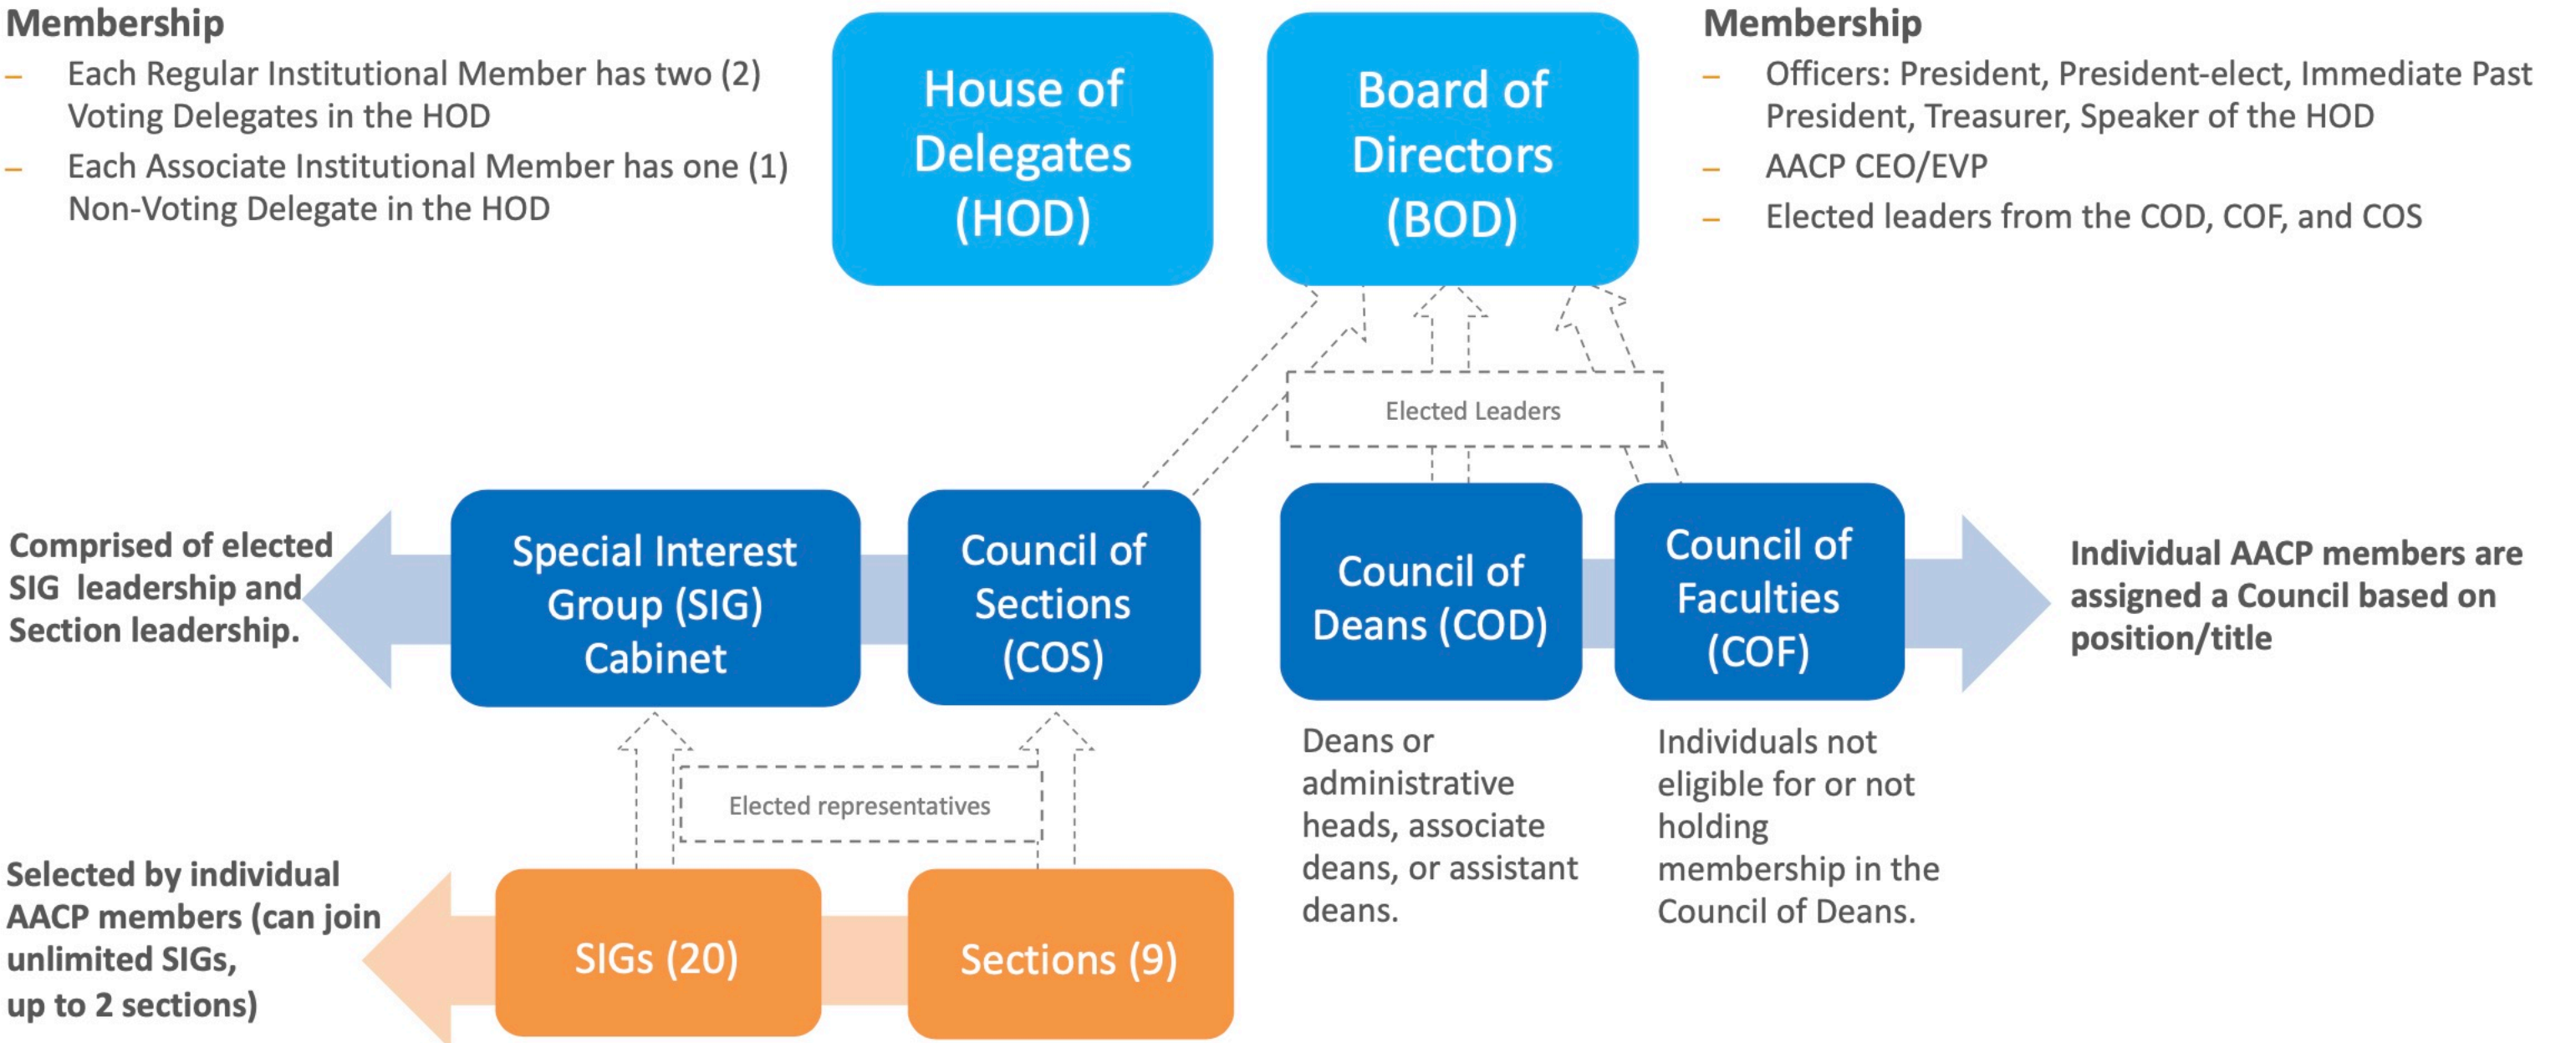 Membership
– Each Regular Institutional Member has two (2)
Voting Delegates in the HOD
– Each Associate Institutional Member has one (1)
Non-Voting Delegate in the HOD
House of
Delegates
(HOD)
Board of
Directors
(BOD)
Membership
– Officers: President, President-elect, Immediate Past
President, Treasurer, Speaker of the HOD
– AACP CEO/EVP
– Elected leaders from the COD, COF, and COS
Elected Leaders
Comprised of elected
SIG leadership and
Section leadership.
Special Interest
Group (SIG)
Cabinet
Council of
Sections
(COS)
Council of
Deans (COD)
Council of
Faculties
(COF)
Individual AACP members are
assigned a Council based on
position/title
Deans or
administrative
heads, associate
deans, or assistant
deans.
Individuals not
eligible for or not
holding
membership in the
Council of Deans.
Elected representatives
Selected by individual
AACP members (can join
unlimited SIGs,
up to 2 sections)
SIGs (20)
Sections (9)